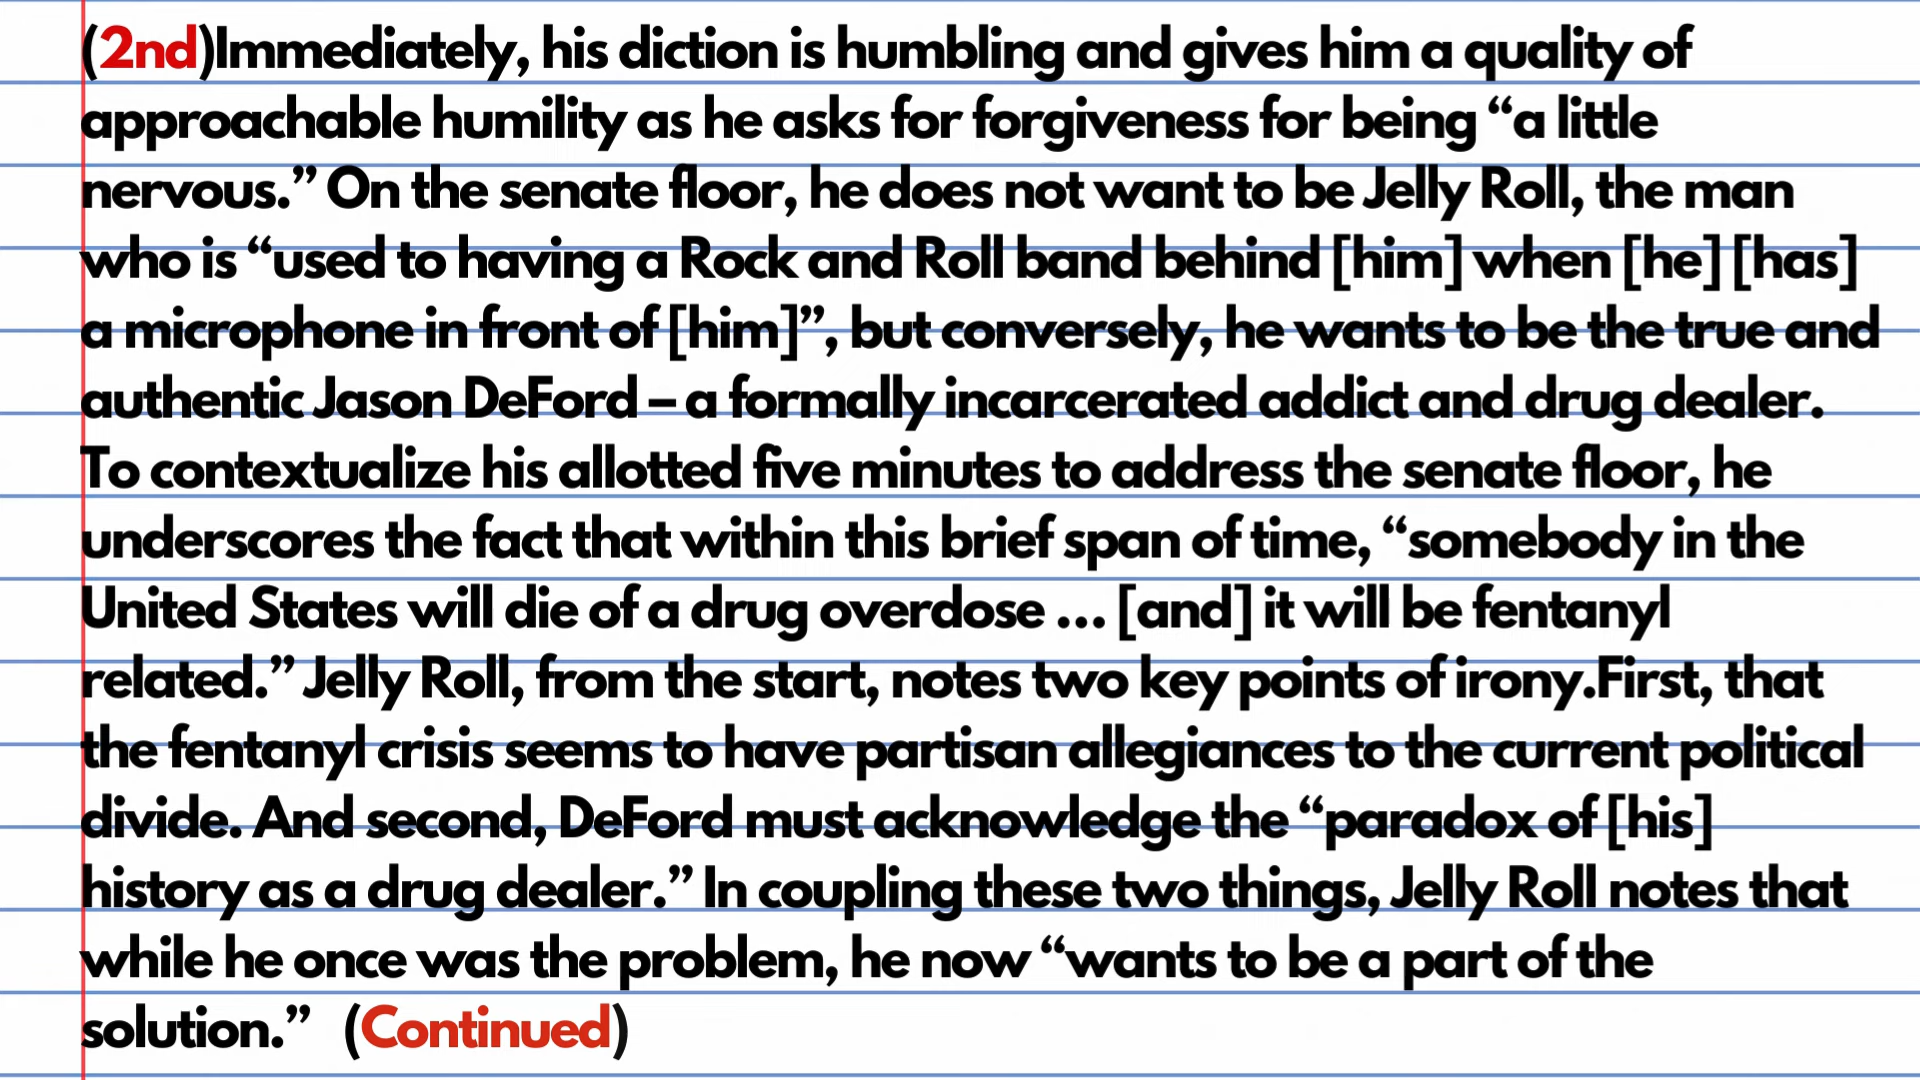 (2nd)Immediately, his diction is humbling and gives him a quality of
approachable humility as he asks for forgiveness for being “a little
nervous.” On the senate floor, he does not want to be Jelly Roll, the man
who is “used to having a Rock and Roll band behind [him] when [he] [has]
a microphone in front of [him]”, but conversely, he wants to be the true and
authentic Jason DeFord – a formally incarcerated addict and drug dealer.
To contextualize his allotted five minutes to address the senate floor, he
underscores the fact that within this brief span of time, “somebody in the
United States will die of a drug overdose ... [and] it will be fentanyl
related.” Jelly Roll, from the start, notes two key points of irony.First, that
the fentanyl crisis seems to have partisan allegiances to the current political
divide. And second, DeFord must acknowledge the “paradox of [his]
history as a drug dealer.” In coupling these two things, Jelly Roll notes that
while he once was the problem, he now “wants to be a part of the
solution.” (Continued)